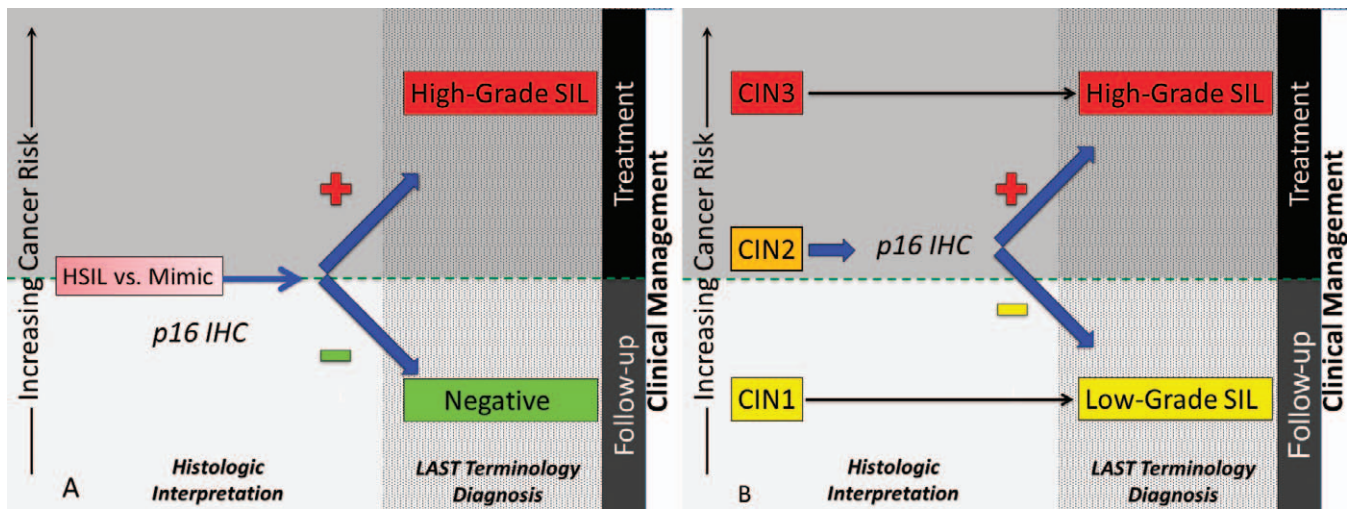 Increasing Cancer Risk
High-Grade SIL
HSIL vs. Mimic
p16 IHC
Negative
Histologic
Interpretation
LAST Terminology
Diagnosis
A
Treatment
Follow-up
Clinical Management
Increasing Cancer Risk
CIN3
High-Grade SIL
CIN2
p16 IHC
CIN1
Low-Grade SIL
Histologic
Interpretation
LAST Terminology
Diagnosis
B
Treatment
Follow-up
Clinical Management